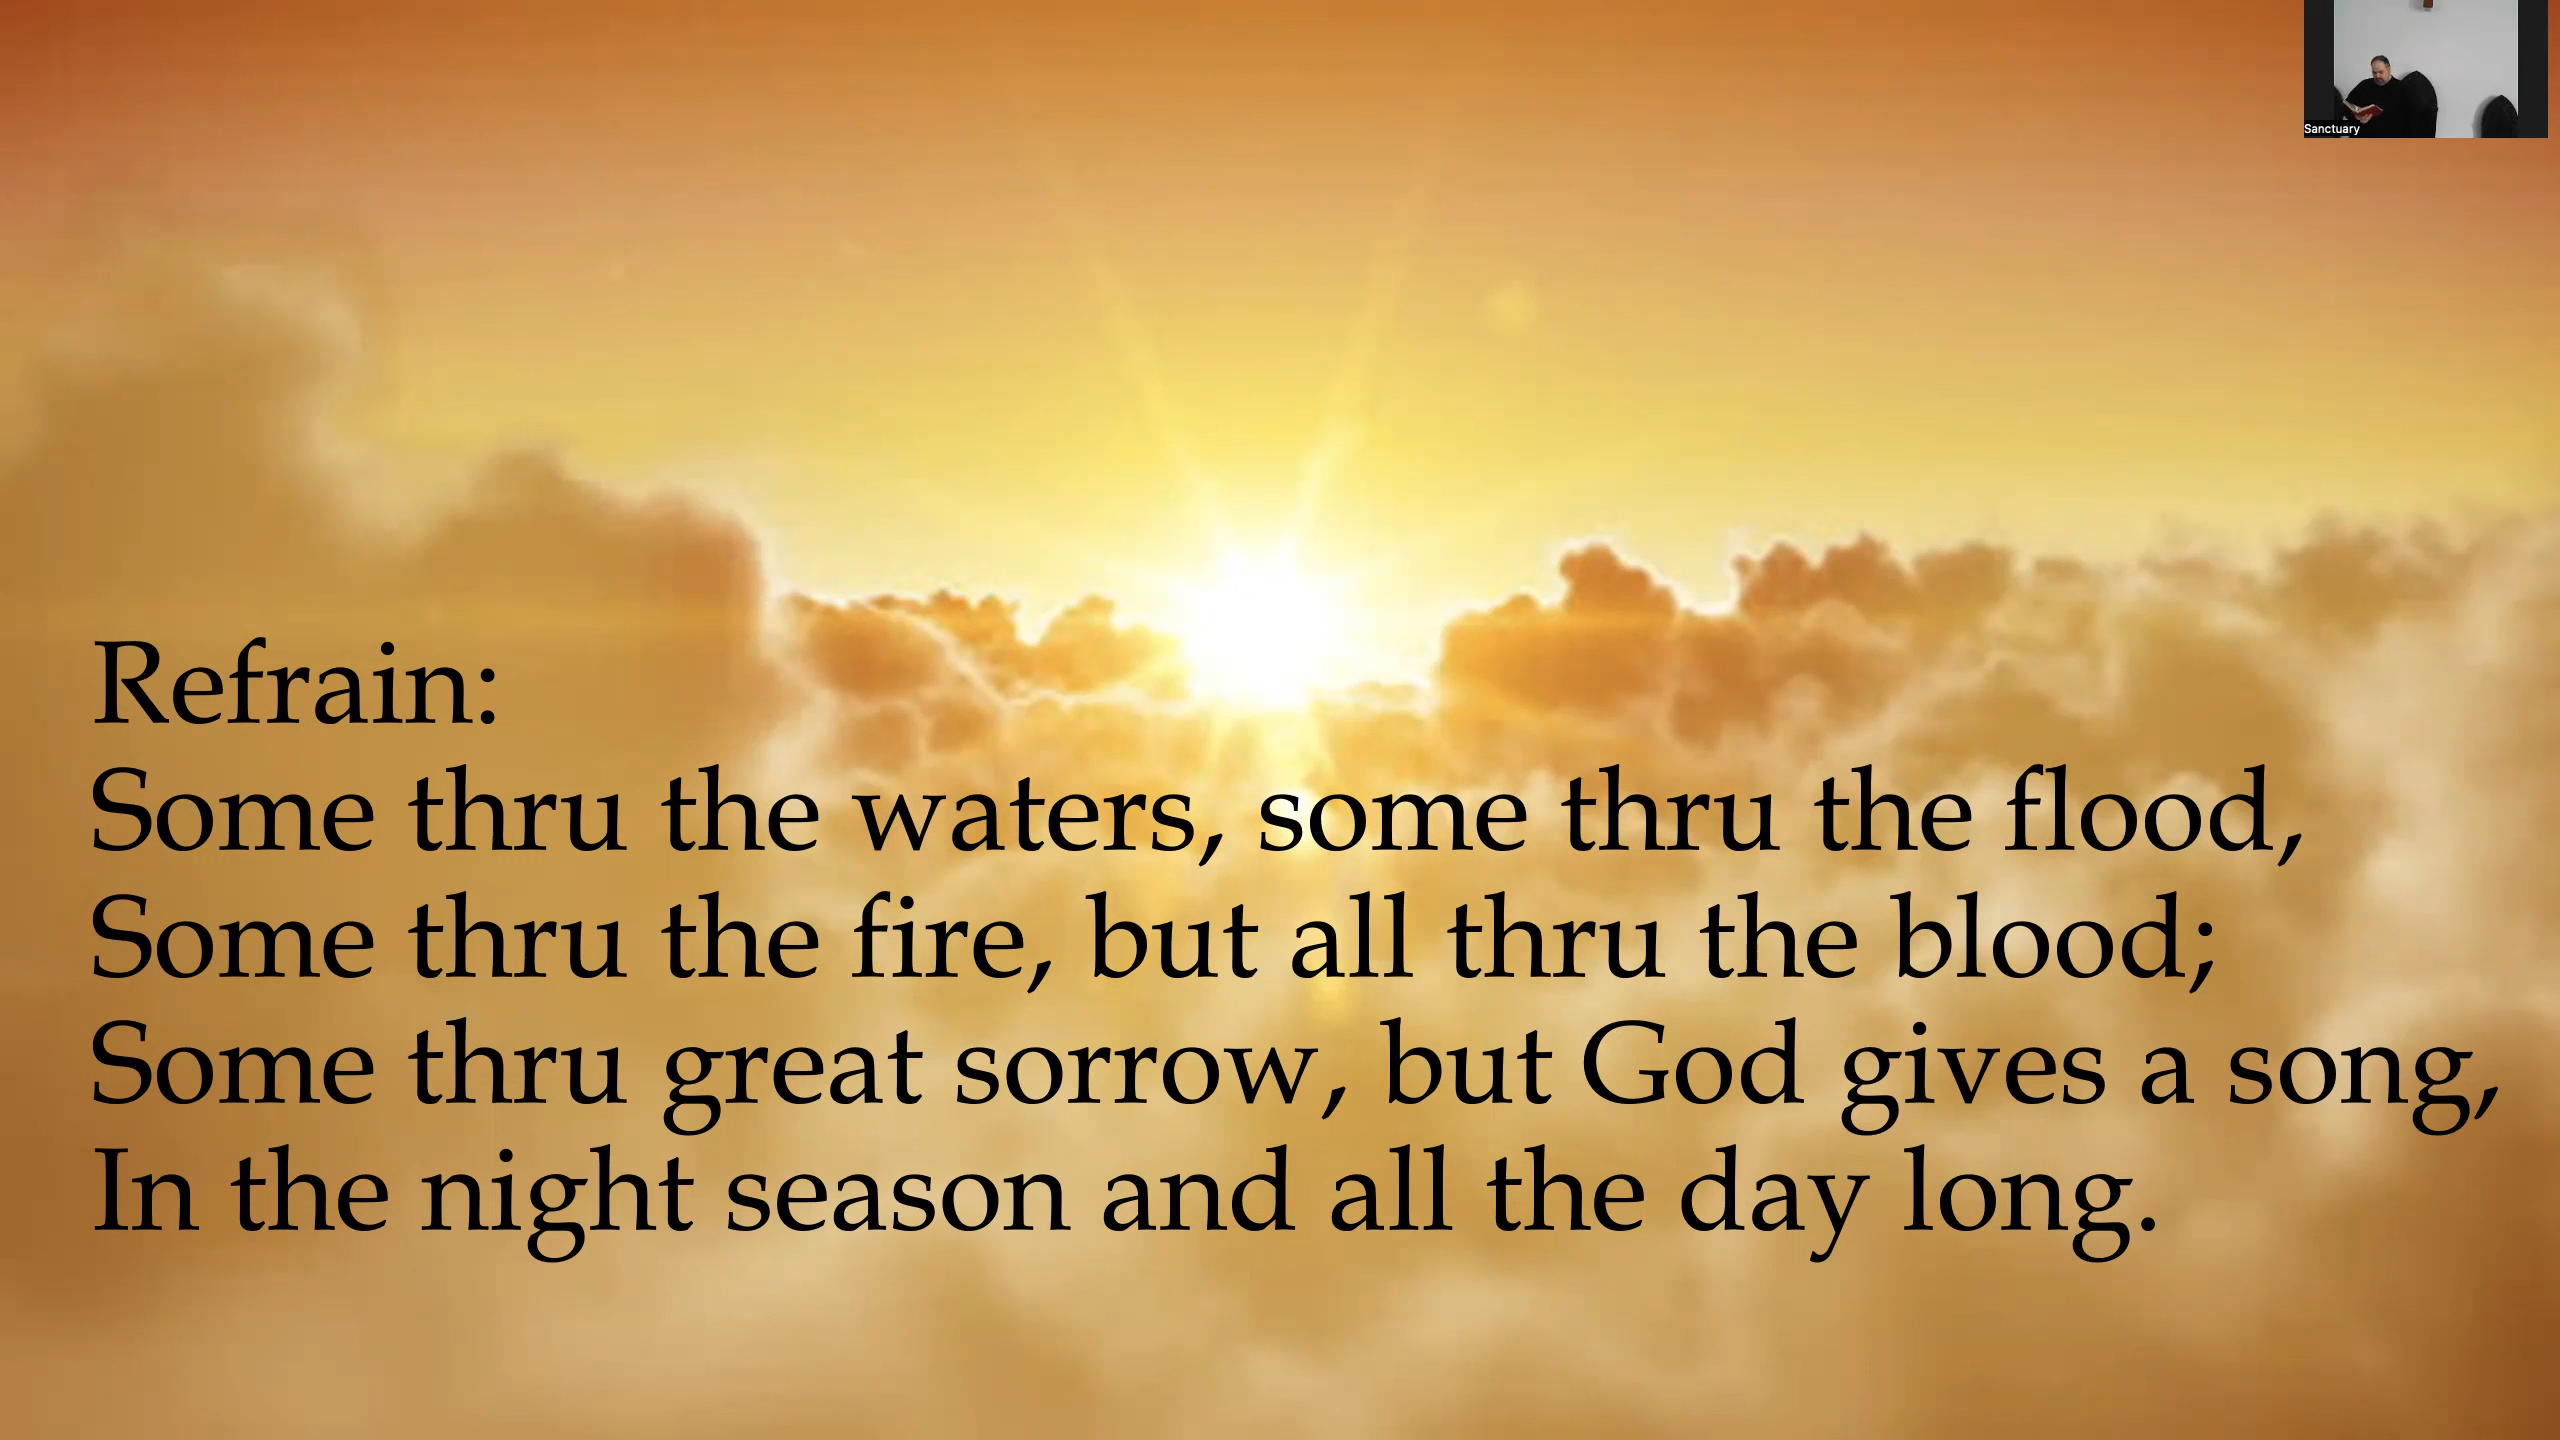 Sanctuary
Refrain:
Some thru the waters, some thru the flood,
Some thru the fire, but all thru the blood;
Some thru great sorrow, but God gives a song,
In the night season and all the day long.